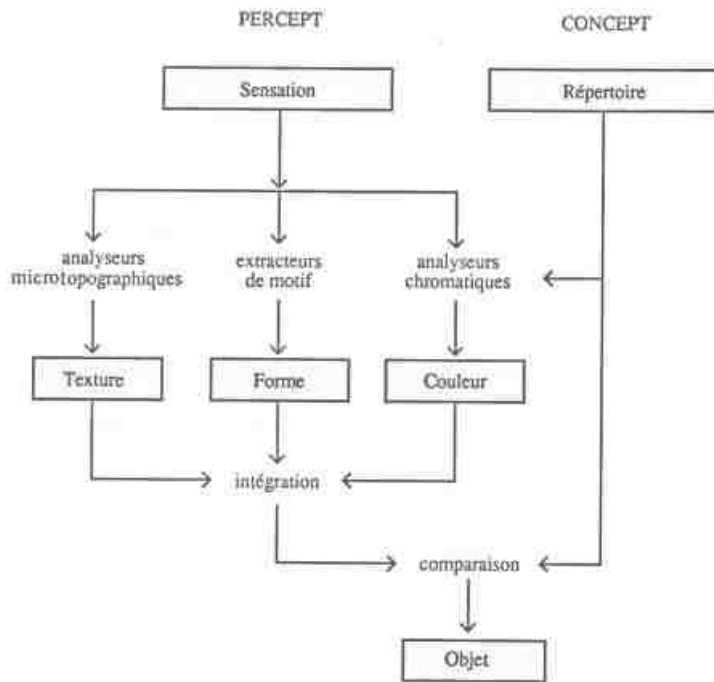 PERCEPT
CONCEPT
Sensation
Répertoire
analyseurs
microtopographiques
extracteurs
de motif
analyseurs
chromatiques
Texture
Forme
Couleur
intégration
comparaison
Objet